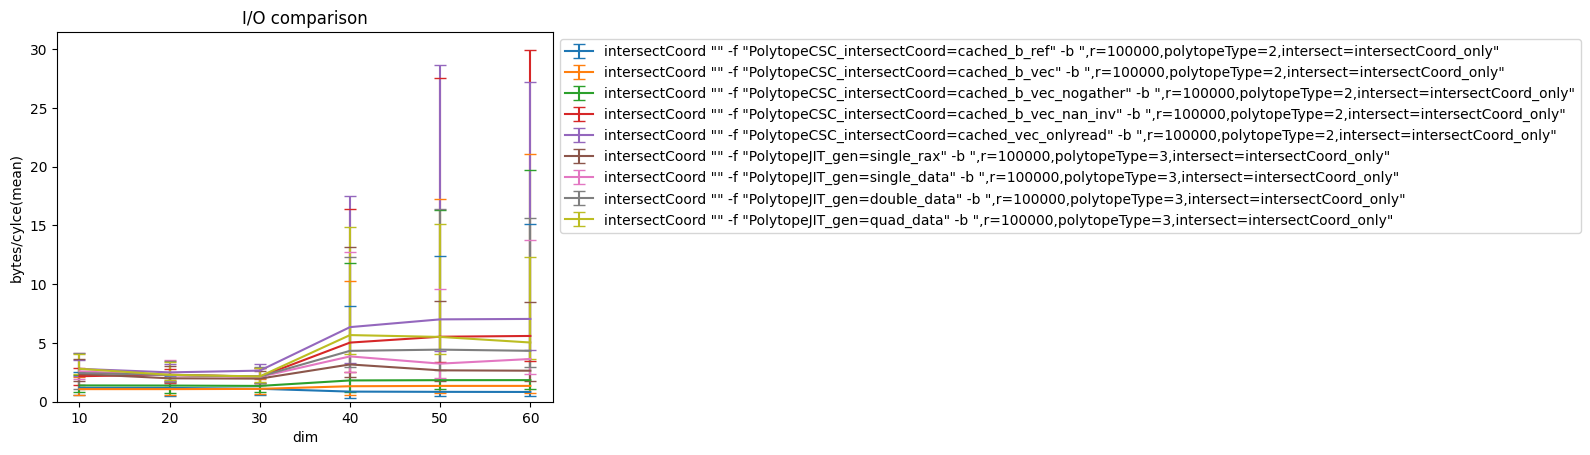 I/O comparison
bytes/cylce(mean)
30
25
20
15
10
5
0
10 20 30 40 50 60
dim
intersectCoord "" -f "PolytopeCSC_intersectCoord=cached_b_ref" -b ",r=100000,polytopeType=2,intersect=intersectCoord_only"
intersectCoord "" -f "PolytopeCSC_intersectCoord=cached_b_vec" -b ",r=100000,polytopeType=2,intersect=intersectCoord_only"
intersectCoord "" -f "PolytopeCSC_intersectCoord=cached_b_vec_nogather" -b ",r=100000,polytopeType=2,intersect=intersectCoord_only"
intersectCoord "" -f "PolytopeCSC_intersectCoord=cached_b_vec_nan_inv" -b ",r=100000,polytopeType=2,intersect=intersectCoord_only"
intersectCoord "" -f "PolytopeCSC_intersectCoord=cached_vec_onlyread" -b ",r=100000,polytopeType=2,intersect=intersectCoord_only"
intersectCoord "" -f "PolytopeJIT_gen=single_rax" -b ",r=100000,polytopeType=3,intersect=intersectCoord_only"
intersectCoord "" -f "PolytopeJIT_gen=single_data" -b ",r=100000,polytopeType=3,intersect=intersectCoord_only"
intersectCoord "" -f "PolytopeJIT_gen=double_data" -b ",r=100000,polytopeType=3,intersect=intersectCoord_only"
intersectCoord "" -f "PolytopeJIT_gen=quad_data" -b ",r=100000,polytopeType=3,intersect=intersectCoord_only"